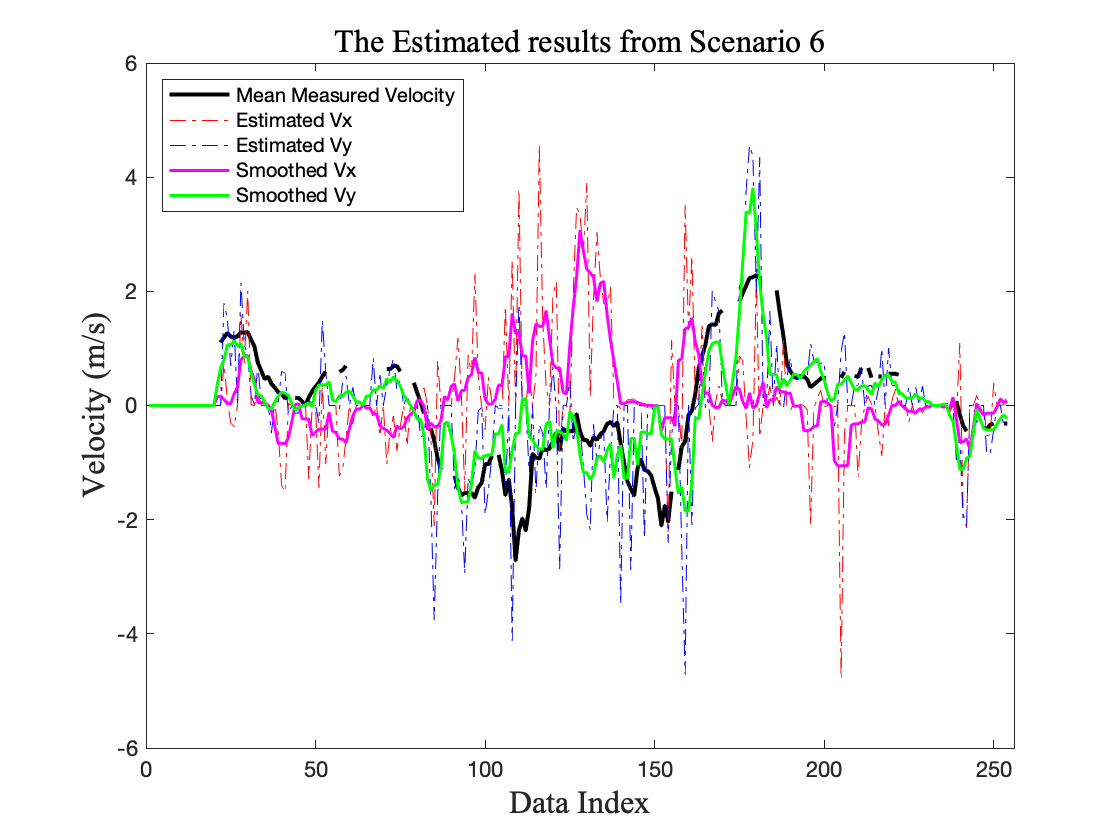 The Estimated results from Scenario 6
6
Mean Measured Velocity
Estimated Vx
Estimated Vy
Smoothed Vx
Smoothed Vy
4
2
0
-2
-4
-6
Velocity (m/s)
0 50 100 150 200 250
Data Index